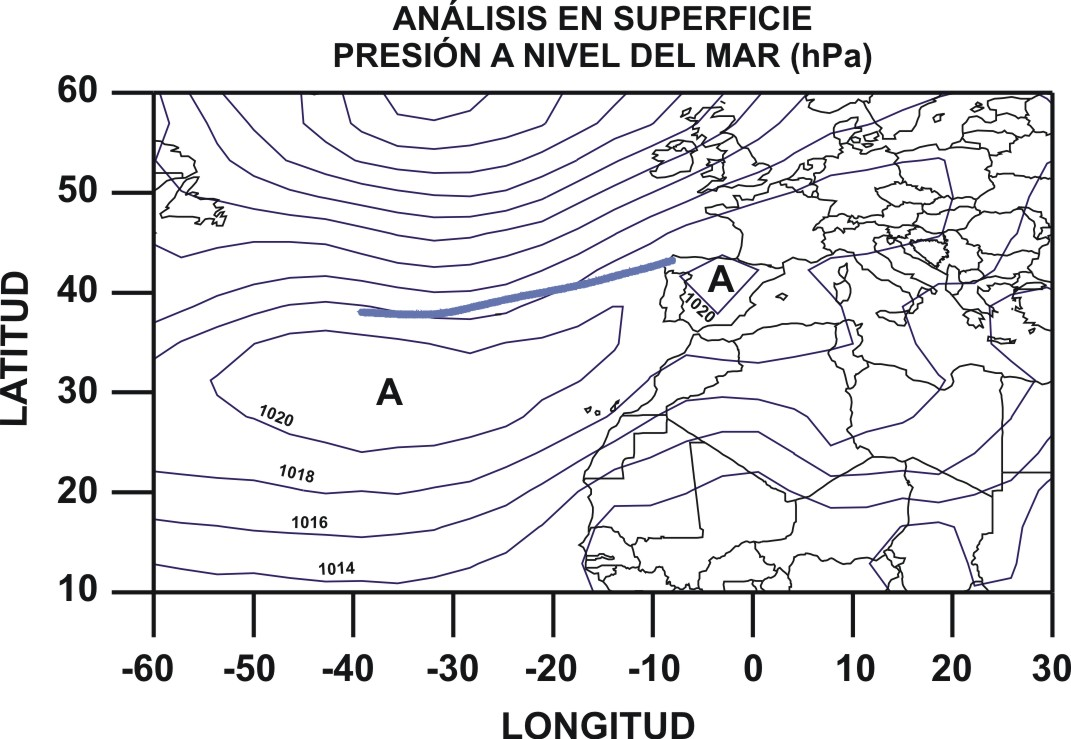 ANÁLISIS EN SUPERFICIE
PRESIÓN A NIVEL DEL MAR (hPa)
60
50
40
30
20
10
LATITUD
A
1020
A
1020
1018
1016
1014
-60 -50 -40 -30 -20 -10 0 10 20 30
LONGITUD